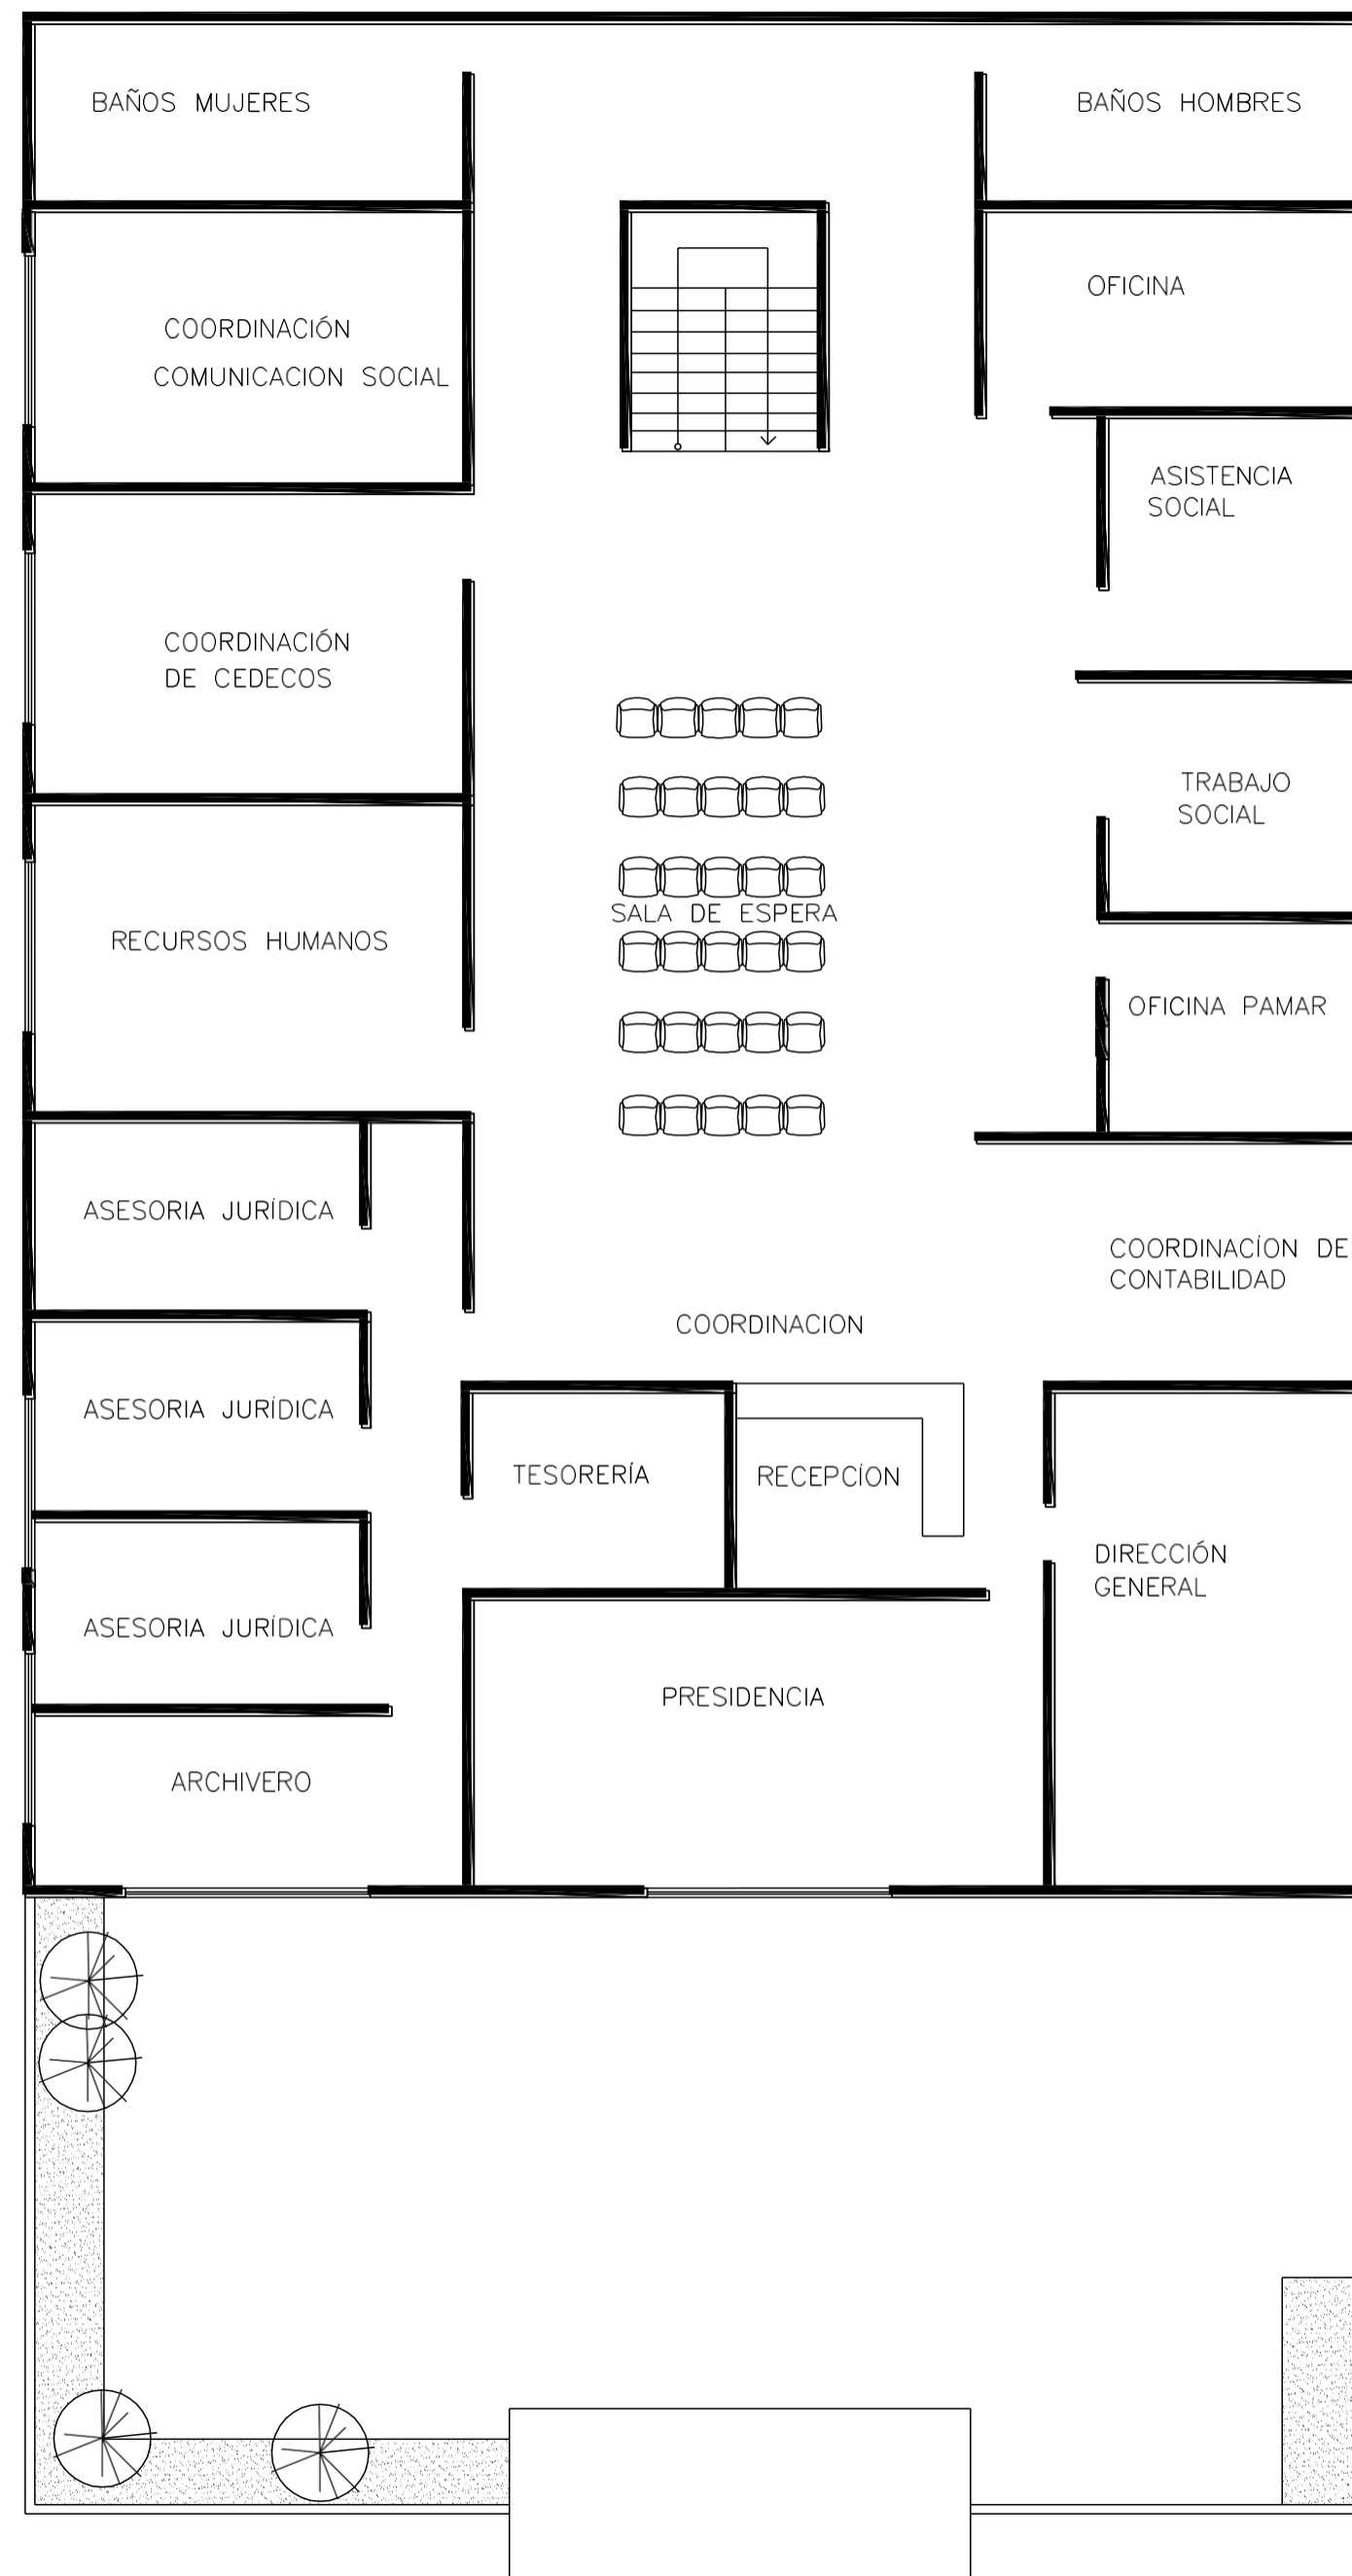 BAÑOS MUJERES
BAÑOS HOMBRES
OFICINA
COORDINACIÓN
COMUNICACION SOCIAL
ASISTENCIA
SOCIAL
COORDINACIÓN
DE CEDECOS
TRABAJO
SOCIAL
SALA DE ESPERA
RECURSOS HUMANOS
OFICINA PAMAR
ASESORIA JURÍDICA
COORDINACÍON DE
CONTABILIDAD
COORDINACION
ASESORIA JURÍDICA
TESORERÍA
RECEPCÍON
DIRECCIÓN
GENERAL
ASESORIA JURÍDICA
PRESIDENCIA
ARCHIVERO